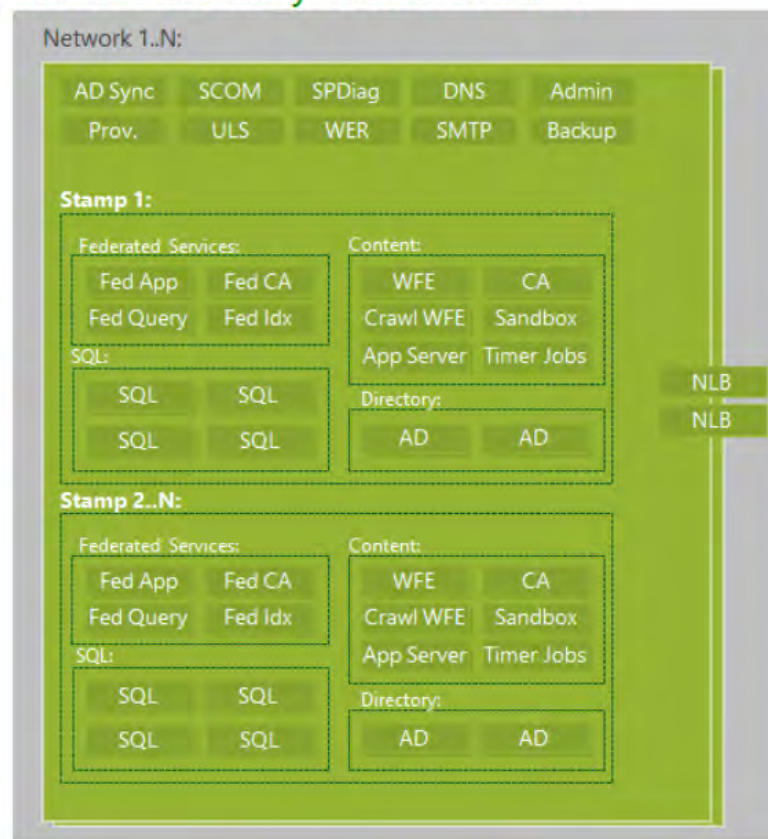 Network 1..N:
AD Sync SCOM SPDiag DNS Admin
Prov. ULS WER SMTP Backup
Stamp 1:
Federated Services:
Fed App Fed CA
Fed Query Fed Idx
SQL:
SQL SQL
SQL SQL
Content:
WFE CA
Crawl WFE Sandbox
App Server Timer Jobs
Directory:
AD AD
NLB
NLB
Stamp 2..N:
Federated Services:
Fed App Fed CA
Fed Query Fed Idx
SQL:
SQL SQL
SQL SQL
Content:
WFE CA
Crawl WFE Sandbox
App Server Timer Jobs
Directory:
AD AD